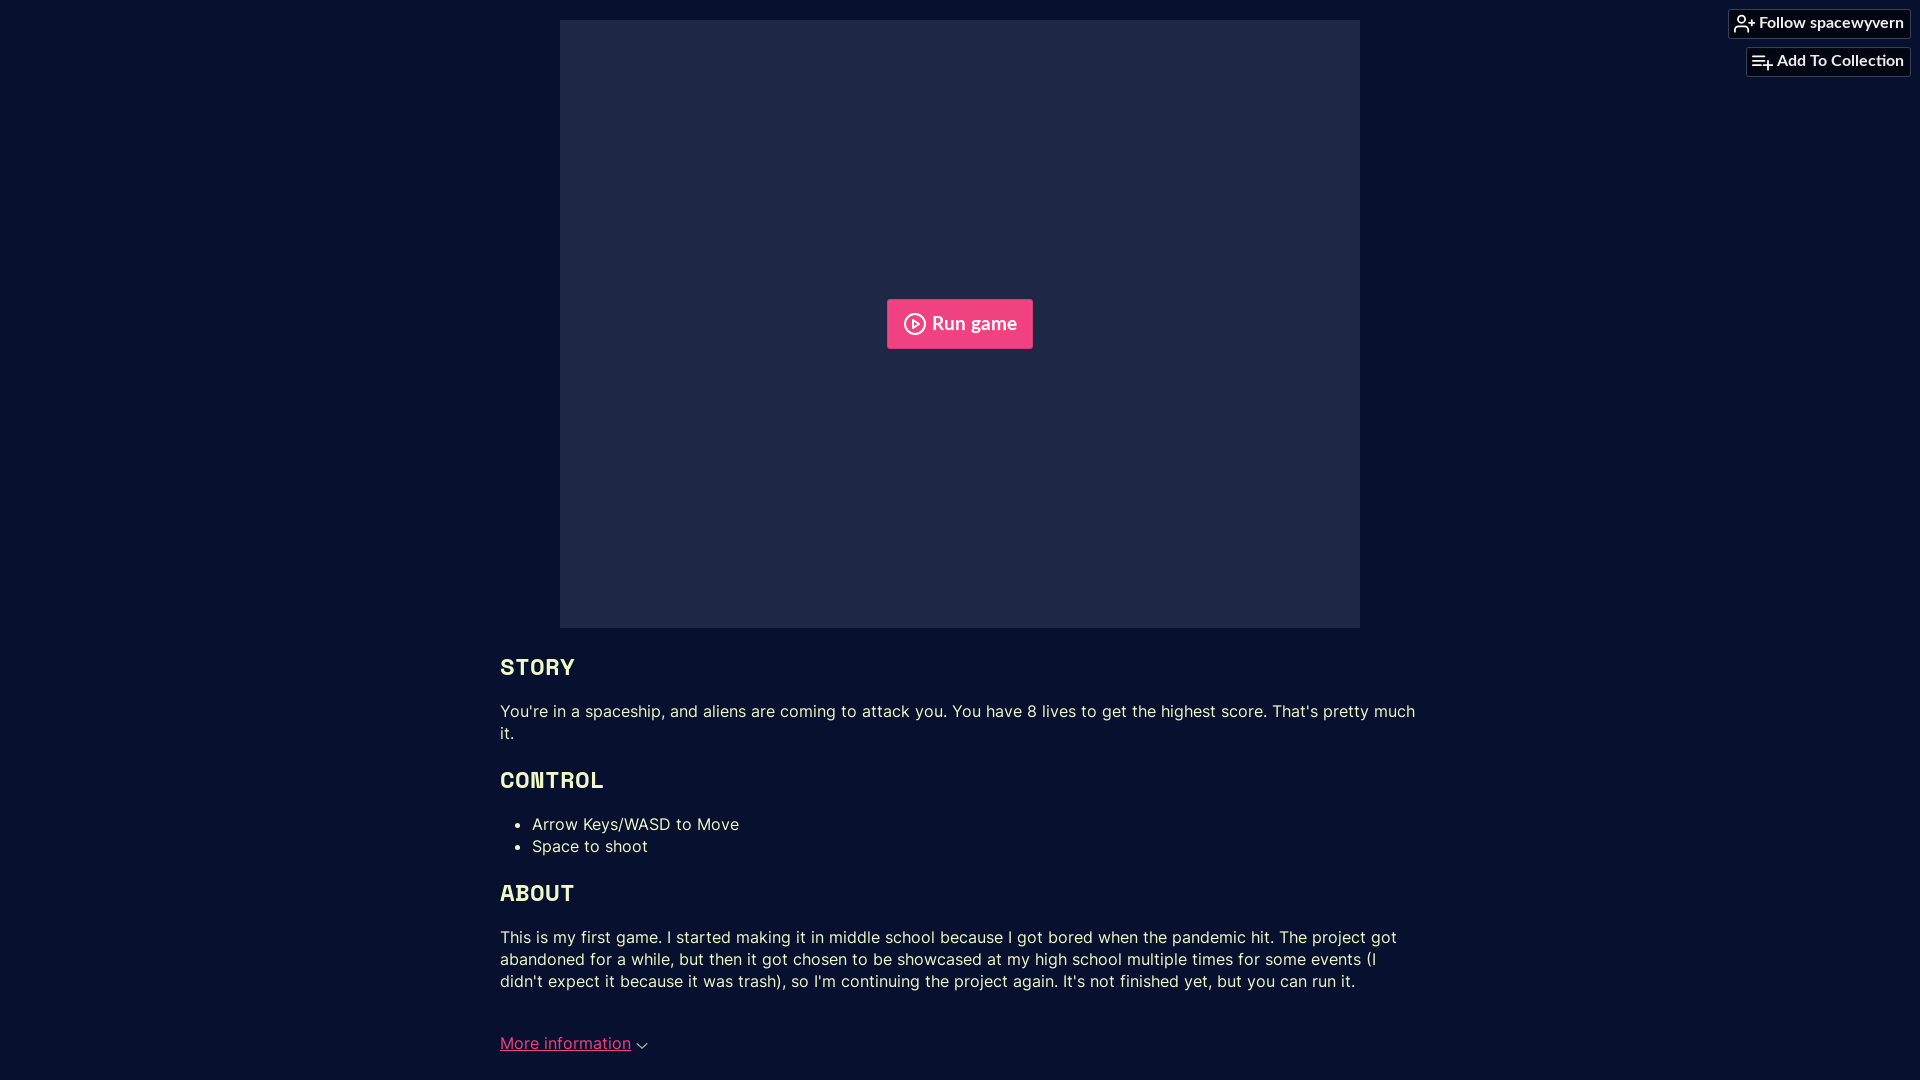 Follow spacewyvern
Add To Collection
Run game
STORY
You're in a spaceship, and aliens are coming to attack you. You have 8 lives to get the highest score. That's pretty much
it.
CONTROL
Arrow Keys/WASD to Move
Space to shoot
ABOUT
This is my first game. I started making it in middle school because I got bored when the pandemic hit. The project got
abandoned for a while, but then it got chosen to be showcased at my high school multiple times for some events (I
didn't expect it because it was trash), so I'm continuing the project again. It's not finished yet, but you can run it.
More information